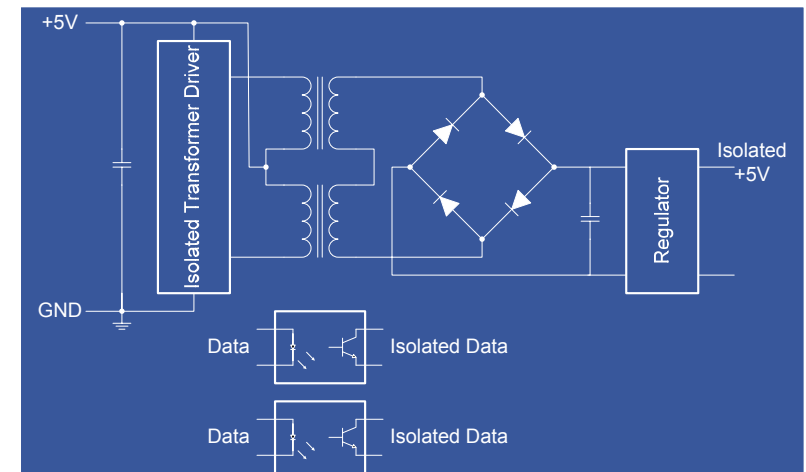 +5V
Isolated Transformer Driver
Isolated
+5V
Regulator
GND
Data
Isolated Data
Data
Isolated Data